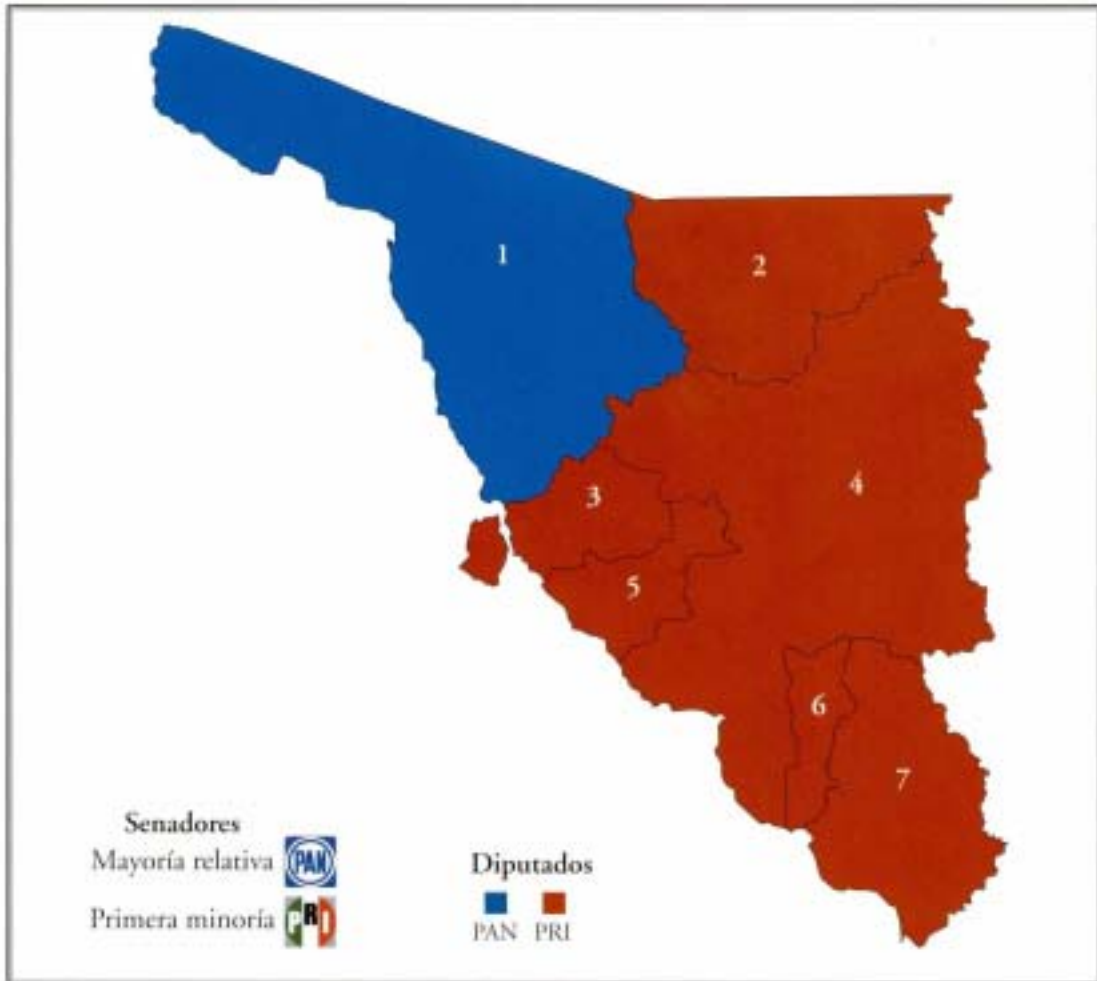 1
2
3
4
5
6
7
Senadores
Mayoría relativa PAN
Primera minoría PRI
Diputados
PAN PRI